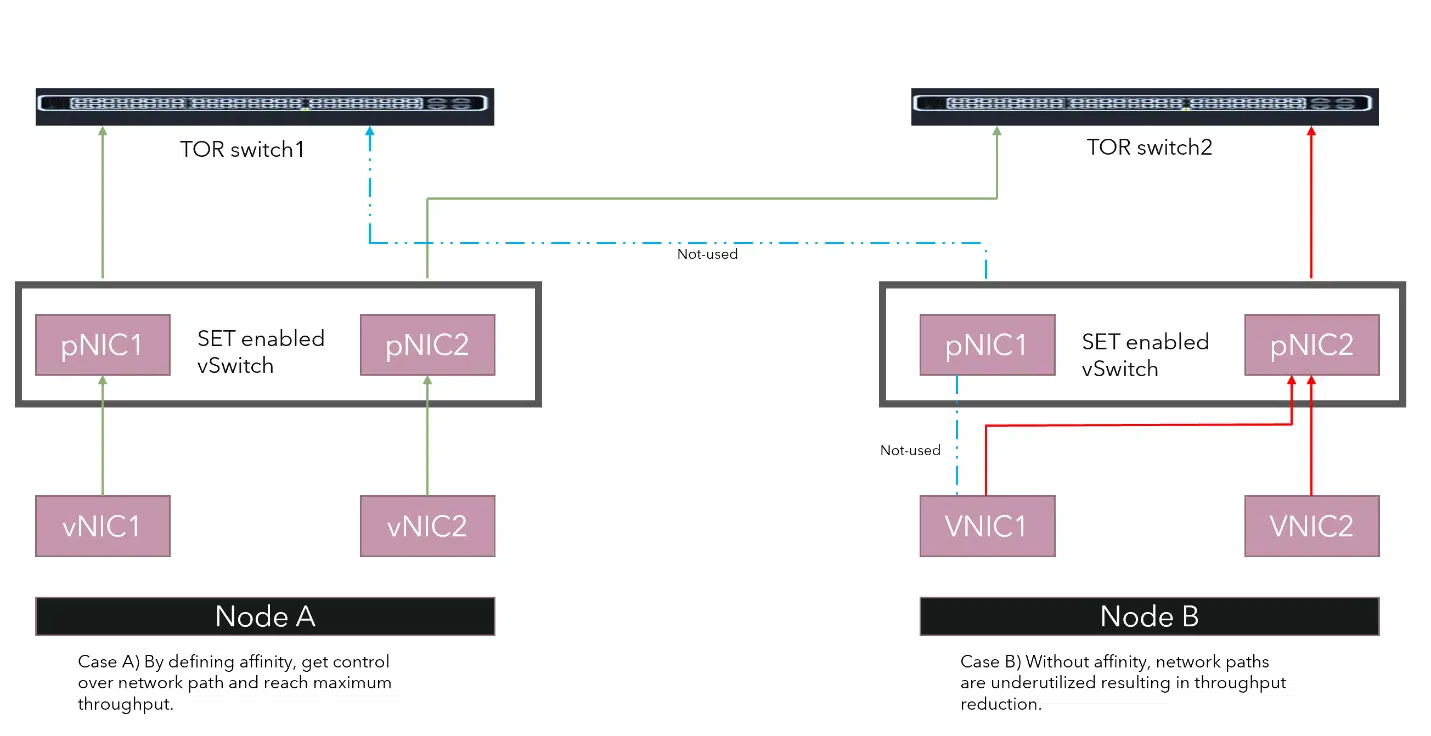 TOR switch1
TOR switch2
Not-used
pNIC1
SET enabled
vSwitch
pNIC2
pNIC1
SET enabled
vSwitch
pNIC2
Not-used
vNIC1
vNIC2
VNIC1
VNIC2
Node A
Node B
Case A) By defining affinity, get control
over network path and reach maximum
throughput.
Case B) Without affinity, network paths
are underutilized resulting in throughput
reduction.